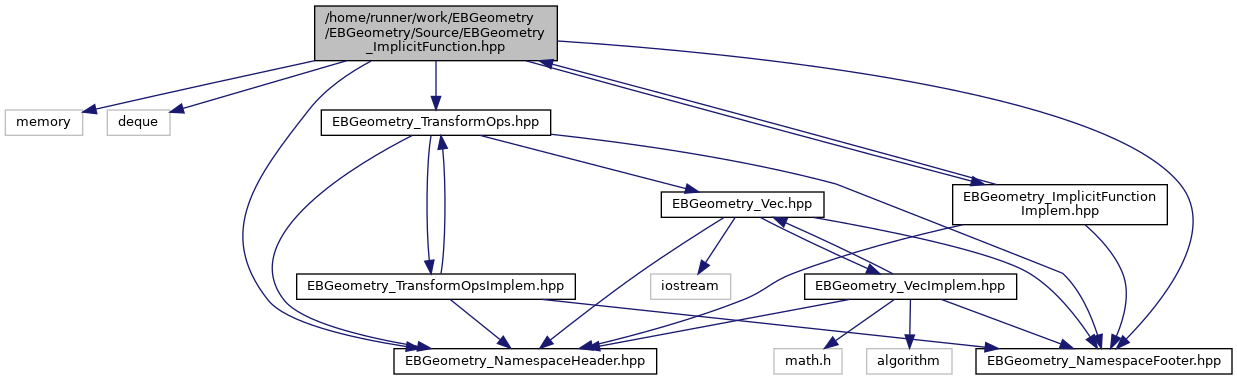 /home/runner/work/EBGeometry
/EBGeometry/Source/EBGeometry
_ImplicitFunction.hpp
memory
deque
EBGeometry_TransformOps.hpp
EBGeometry_Vec.hpp
EBGeometry_ImplicitFunction
Implem.hpp
EBGeometry_TransformOpsImplem.hpp
iostream
EBGeometry_VecImplem.hpp
EBGeometry_NamespaceHeader.hpp
math.h
algorithm
EBGeometry_NamespaceFooter.hpp